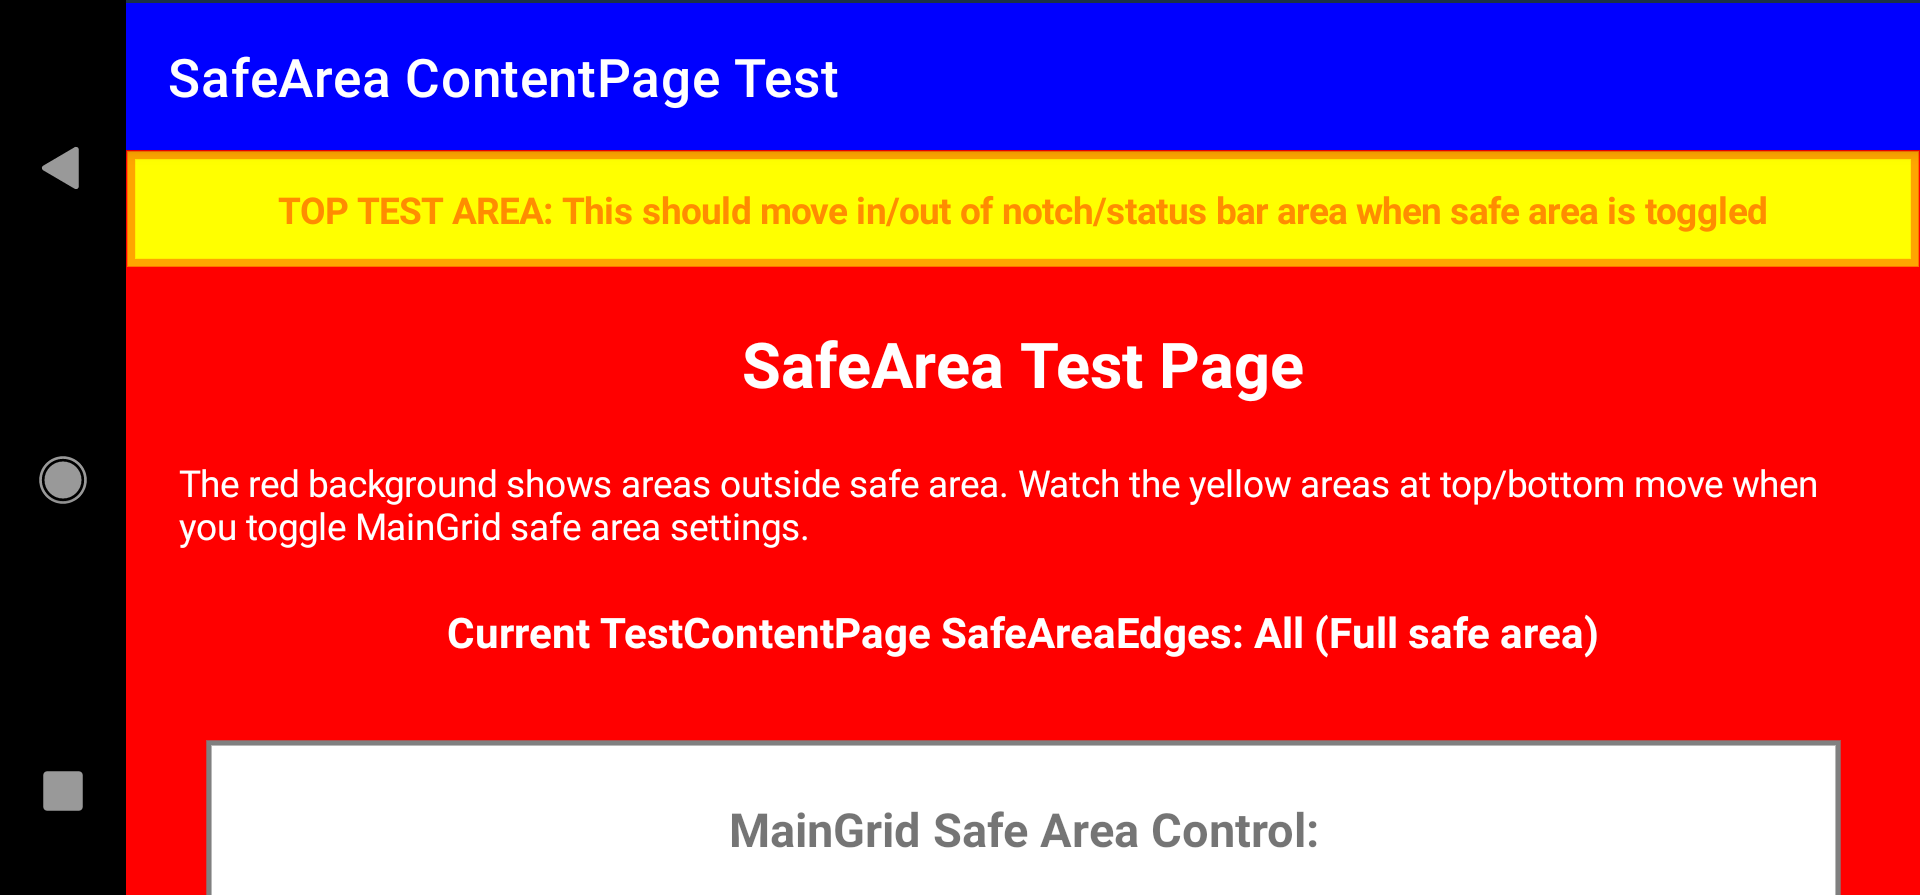 SafeArea ContentPage Test
TOP TEST AREA: This should move in/out of notch/status bar area when safe area is toggled
SafeArea Test Page
The red background shows areas outside safe area. Watch the yellow areas at top/bottom move when
you toggle MainGrid safe area settings.
Current TestContentPage SafeAreaEdges: All (Full safe area)
MainGrid Safe Area Control: